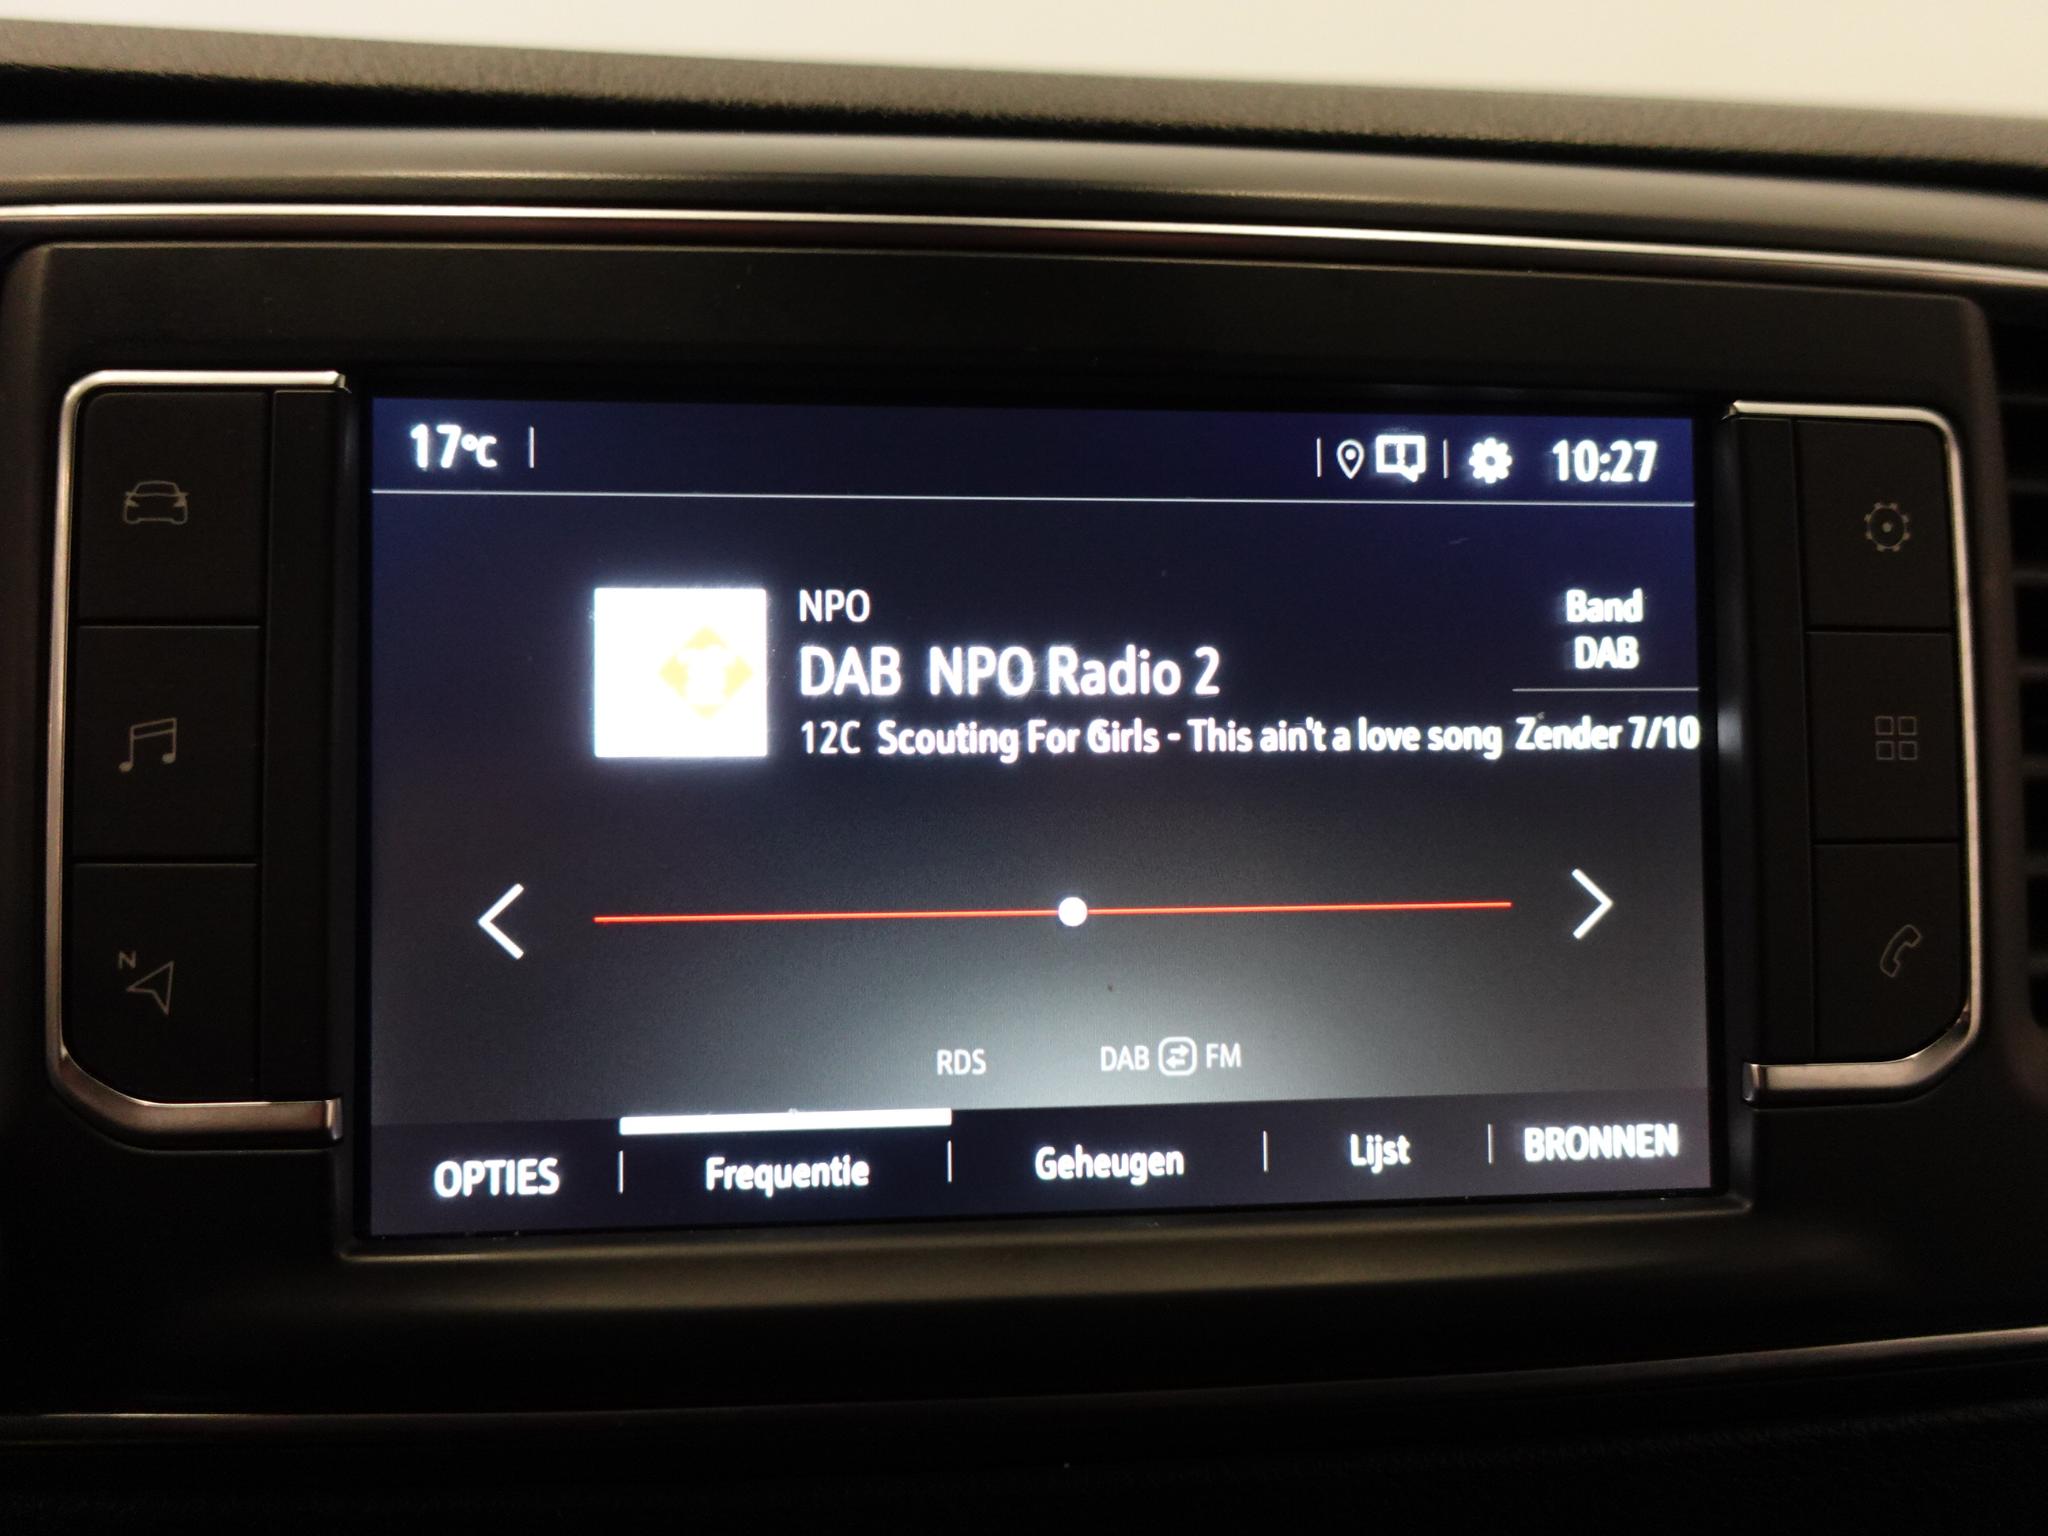 17°C
10:27
NPO
DAB NPO Radio 2
12C Scouting For Girls - This ain't a love song
Band
DAB
Zender 7/10
N
RDS
DAB FM
OPTIES
Frequentie
Geheugen
Lijst
BRONNEN